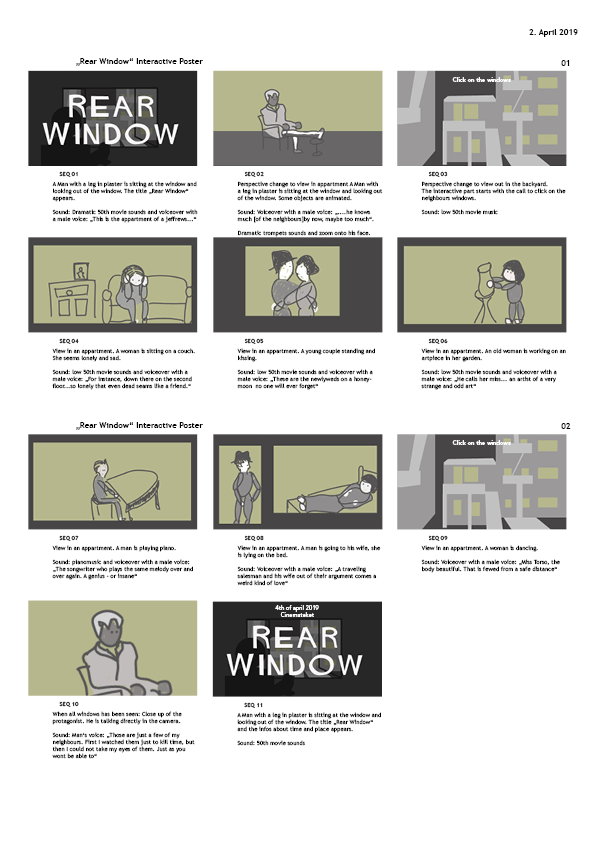 2. April 2019
„Rear Window“ Interactive Poster
01
REAR
WINDOW
Click on the windows
SEQ 01
A Man with a leg in plaster is sitting at the window and
looking out of the window. The title „Rear Window“
appears.
Sound: Dramatic 50th movie sounds and voiceover with
a male voice: „This is the appartment of a jeffrews...“
SEQ 02
Perspective change to view in appartment A Man with
a leg in plaster is sitting at the window and looking out
of the window. Some objects are animated.
Sound: Voiceover with a male voice: „....he knows
much [of the neighbours]by now, maybe too much“.
Dramatic trompets sounds and zoom onto his face.
SEQ 03
Perspective change to view out in the backyard.
The interactive part starts with the call to click on the
neighbours windows.
Sound: low 50th movie music
SEQ 04
View in an appartment. A woman is sitting on a couch.
She seems lonely and sad.
Sound: low 50th movie sounds and voiceover with a
male voice: „For instance, down there on the second
floor...so lonely that even dead seams like a friend.“
SEQ 05
View in an appartment. A young couple standing and
kissing.
Sound: low 50th movie sounds and voiceover with a
male voice: „These are the newlyweds on a honey-
moon no one will ever forget“
SEQ 06
View in an appartment. An old woman is working on an
artpiece in her garden.
Sound: low 50th movie sounds and voiceover with a
male voice: „He calls her miss... an artist of a very
strange and odd art“
„Rear Window“ Interactive Poster
02
Click on the windows
SEQ 07
View in an appartment. A man is playing piano.
Sound: pianomusic and voiceover with a male voice:
„The songwriter who plays the same melody over and
over again. A genius - or insane“
SEQ 08
View in an appartment. A man is going to his wife, she
is lying on the bed.
Sound: Voiceover with a male voice: „A traveling
salesman and his wife out of their argument comes a
weird kind of love“
SEQ 09
View in an appartment. A woman is dancing.
Sound: Voiceover with a male voice: „Miss Torso, the
body beautiful. That is fewed from a safe distance“
4th of april 2019
Cinemateket
REAR
WINDOW
SEQ 10
When all windows has been seen: Close up of the
protagonist. He is talking directly in the camera.
Sound: Man's voice: „Those are just a few of my
neighbours. First I watched them just to kill time, but
then I could not take my eyes of them. Just as you
wont be able to“
SEQ 11
A Man with a leg in plaster is sitting at the window and
looking out of the window. The title „Rear Window“
and the infos about time and place appears.
Sound: 50th movie sounds